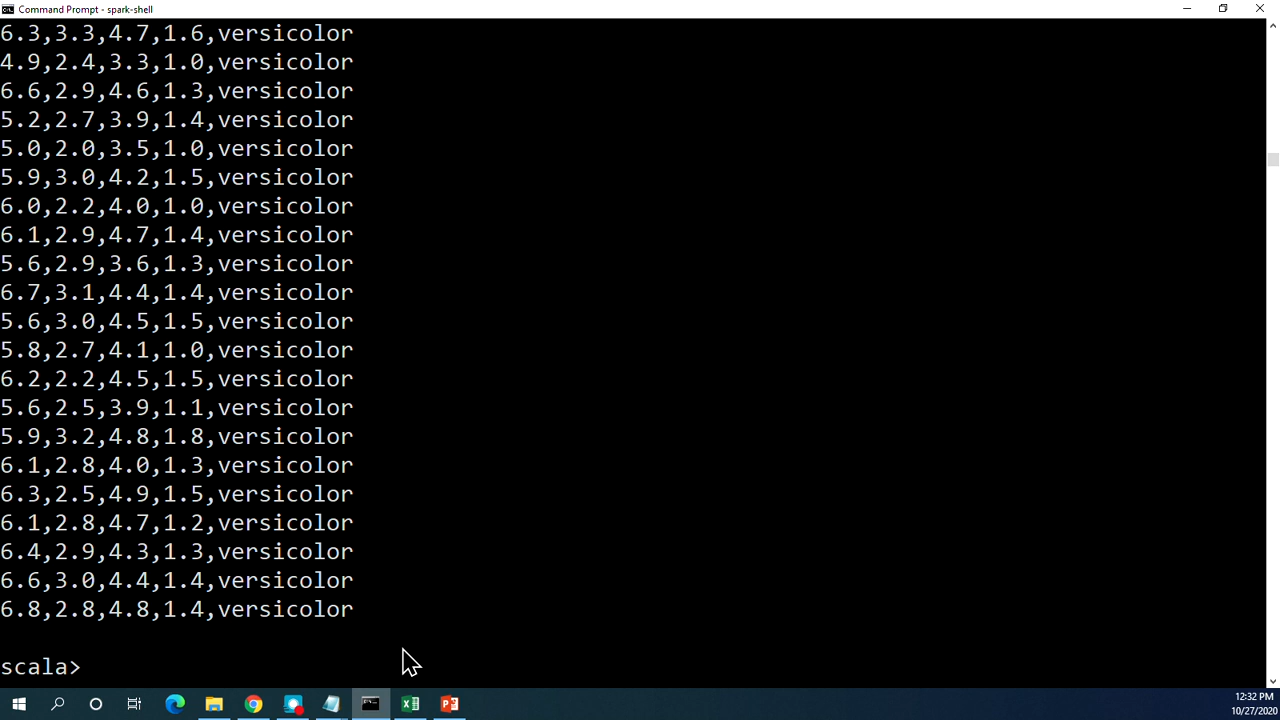 Command Prompt - spark-shell
6.3,3.3,4.7,1.6,versicolor
4.9,2.4,3.3,1.0,versicolor
6.6,2.9,4.6,1.3,versicolor
5.2,2.7,3.9,1.4,versicolor
5.0,2.0,3.5,1.0,versicolor
5.9,3.0,4.2,1.5,versicolor
6.0,2.2,4.0,1.0,versicolor
6.1,2.9,4.7,1.4,versicolor
5.6,2.9,3.6,1.3,versicolor
6.7,3.1,4.4,1.4,versicolor
5.6,3.0,4.5,1.5,versicolor
5.8,2.7,4.1,1.0,versicolor
6.2,2.2,4.5,1.5,versicolor
5.6,2.5,3.9,1.1,versicolor
5.9,3.2,4.8,1.8,versicolor
6.1,2.8,4.0,1.3,versicolor
6.3,2.5,4.9,1.5,versicolor
6.1,2.8,4.7,1.2,versicolor
6.4,2.9,4.3,1.3,versicolor
6.6,3.0,4.4,1.4,versicolor
6.8,2.8,4.8,1.4,versicolor
scala>
12:32 PM
10/27/2020